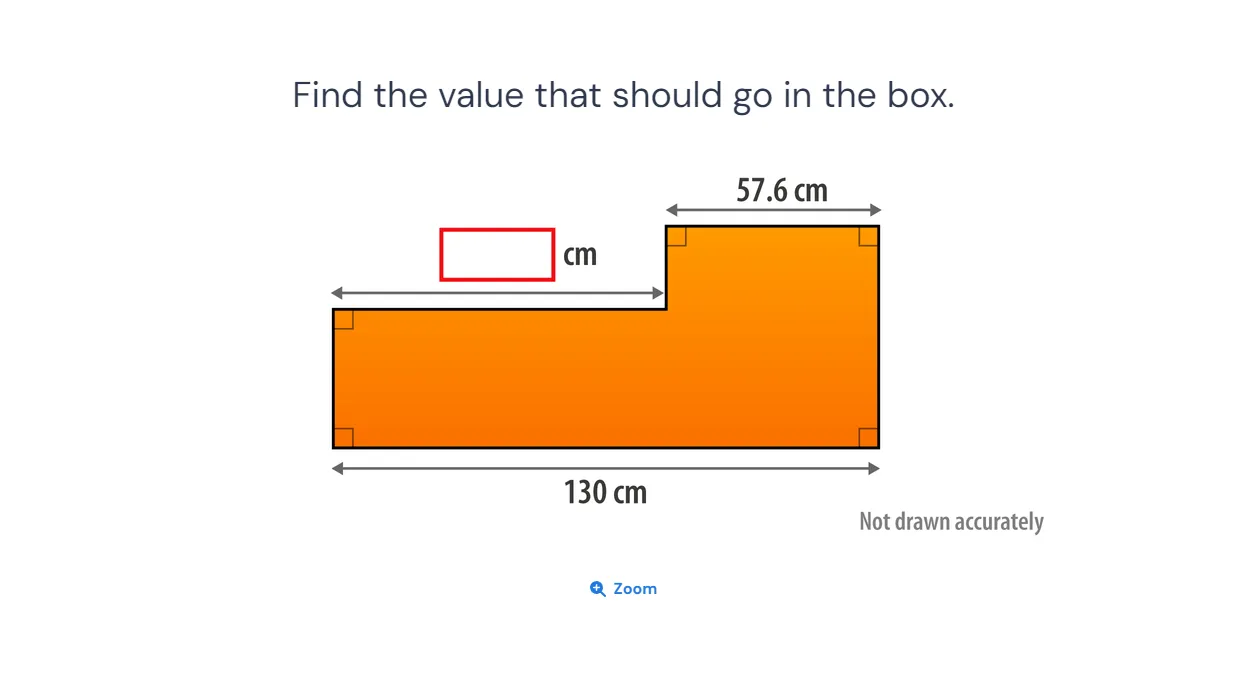 Find the value that should go in the box.
57.6 cm
cm
130 cm
Not drawn accurately
Zoom